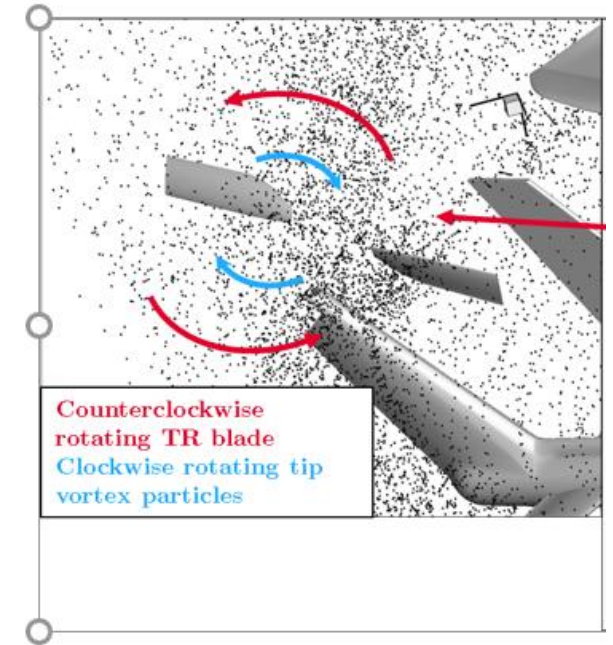 Counterclockwise
rotating TR blade
Clockwise rotating tip
vortex particles